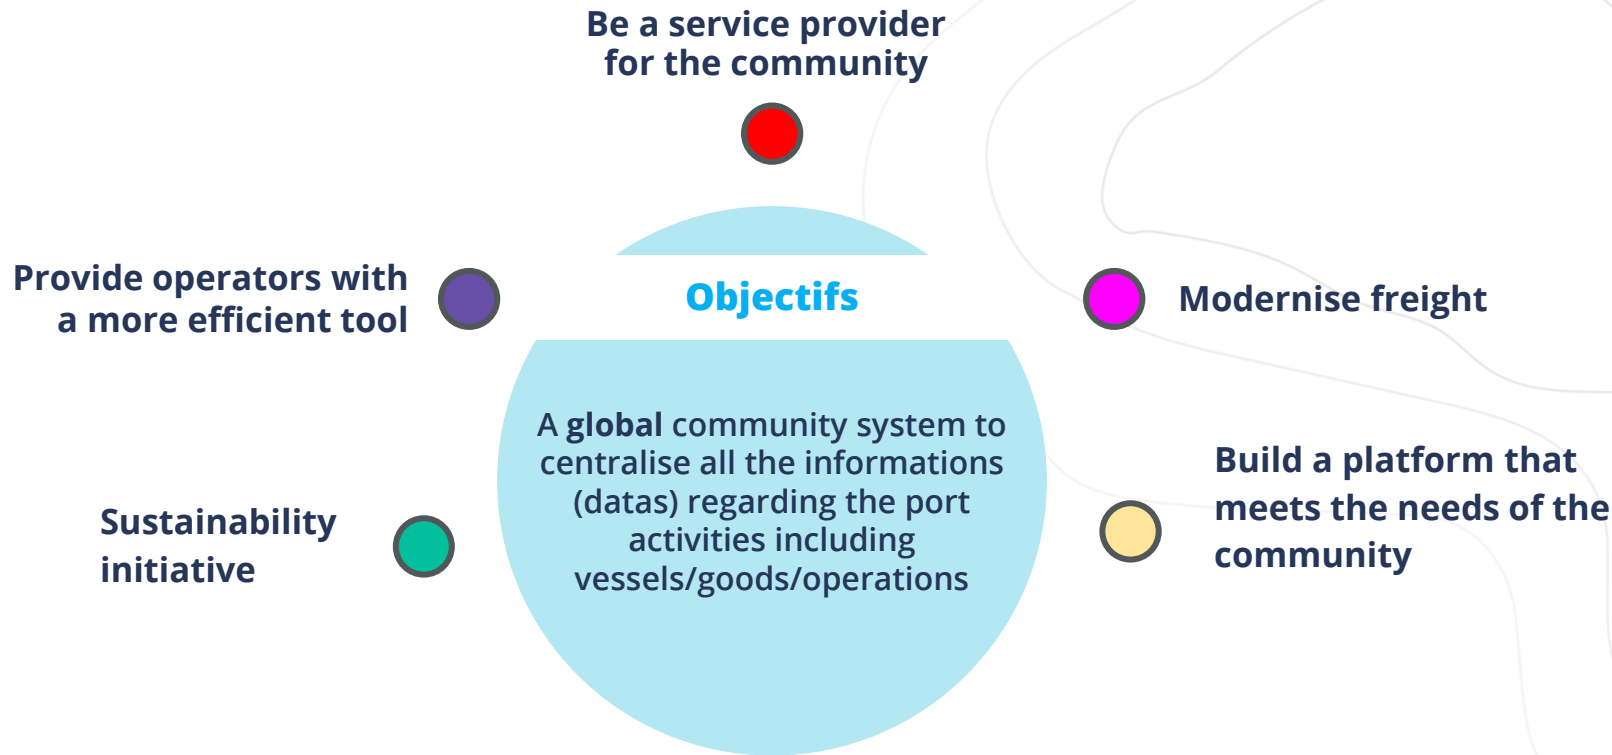 Be a service provider
for the community
Provide operators with
a more efficient tool
Objectifs
Modernise freight
A global community system to
centralise all the informations
(datas) regarding the port
activities including
vessels/goods/operations
Sustainability
initiative
Build a platform that
meets the needs of the
community